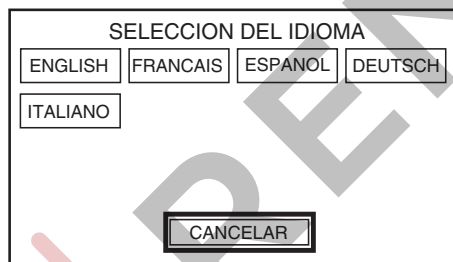 SELECCION DEL IDIOMA
ENGLISH FRANCAIS ESPANOL DEUTSCH
ITALIANO
CANCELAR